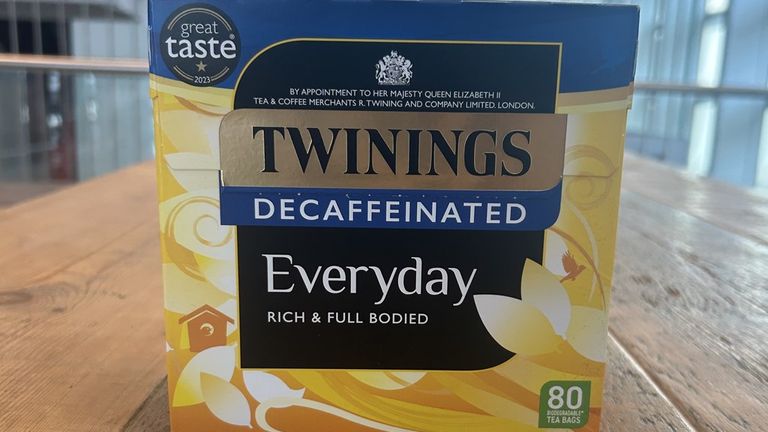 great
taste
2023
BY APPOINTMENT TO HER MAJESTY QUEEN ELIZABETH II
TEA & COFFEE MERCHANTS R. TWINING AND COMPANY LIMITED. LONDON.
TWININGS
DECAFFEINATED
Everyday
RICH & FULL BODIED
80
BIODEGRADABLE*
TEA BAGS